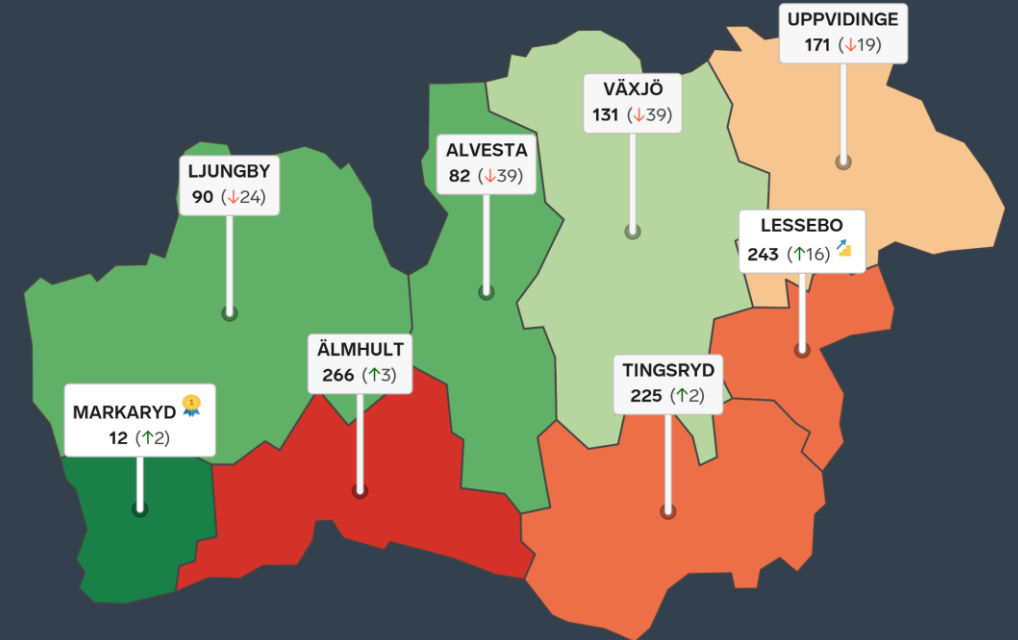 UPPVIDINGE
171 (↓19)
VÄXJÖ
131 (↓39)
ALVESTA
82 (↓39)
LJUNGBY
90 (↓24)
LESSEBO
243 (↑16)
ÄLMHULT
266 (↑3)
TINGSRYD
225 (↑2)
MARKARYD 1
12 (↑2)